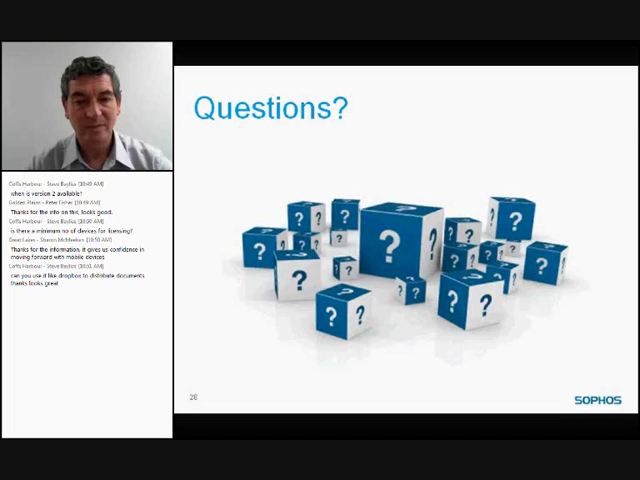 Questions?
Coffs Harbour - Steve Bayliss [10:49 AM]
when is version 2 available?
Golden Plains - Peter Fisher [10:49 AM]
Thanks for the info on this, looks good.
Coffs Harbour - Steve Bayliss [10:50 AM]
is there a minimum no of devices for licensing?
Sharon McMahon [10:50 AM]
Thanks for the information, it gives us confidence in
moving forward with mobile devices
Coffs Harbour - Steve Bayliss [10:51 AM]
can you use it like dropbox to distribute documents
thanks looks great
28
SOPHOS